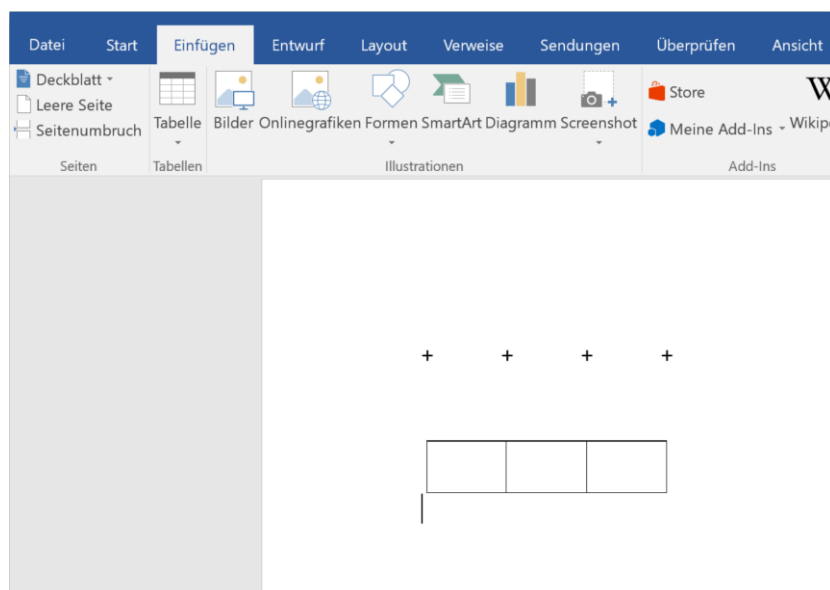 Datei Start Einfügen Entwurf Layout Verweise Sendungen Überprüfen Ansicht
Deckblatt
Leere Seite
Seitenumbruch
Tabelle Bilder Onlinegrafiken Formen SmartArt Diagramm Screenshot
Store
Meine Add-Ins
W
Seiten Tabellen Illustrationen Add-Ins
+ + + +